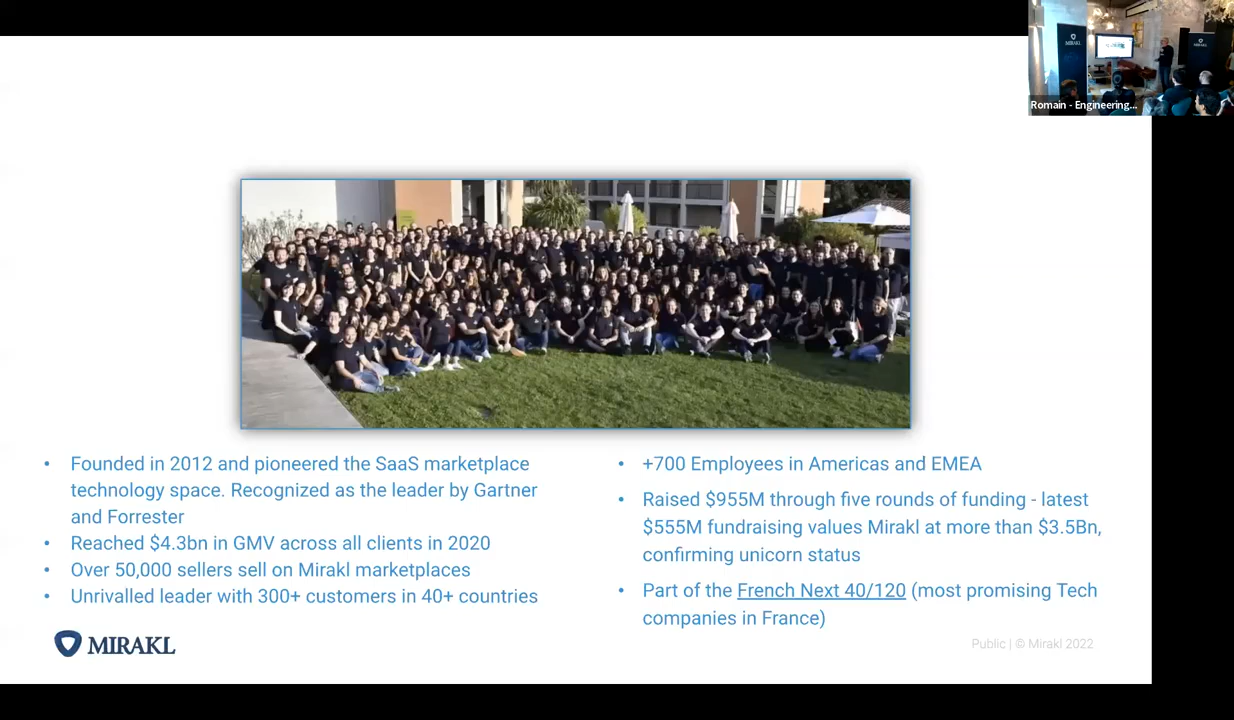 MIRAKL
MIRAKL
Romain - Engineering...
• Founded in 2012 and pioneered the SaaS marketplace
technology space. Recognized as the leader by Gartner
and Forrester
• Reached $4.3bn in GMV across all clients in 2020
• Over 50,000 sellers sell on Mirakl marketplaces
• Unrivalled leader with 300+ customers in 40+ countries
• +700 Employees in Americas and EMEA
• Raised $955M through five rounds of funding - latest
$555M fundraising values Mirakl at more than $3.5Bn,
confirming unicorn status
• Part of the French Next 40/120 (most promising Tech
companies in France)
MIRAKL
Public | © Mirakl 2022